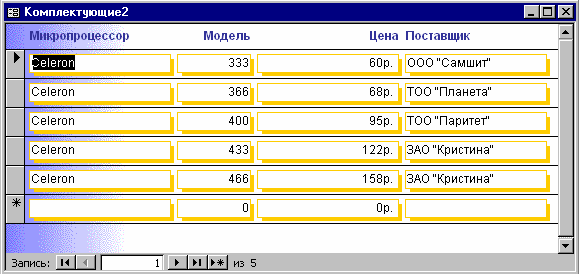 Комплектующие2
Микропроцессор Модель Цена Поставщик
Celeron 333 60р. ООО "Самшит"
Celeron 366 68р. ТОО "Планета"
Celeron 400 95р. ТОО "Паритет"
Celeron 433 122р. ЗАО "Кристина"
Celeron 466 158р. ЗАО "Кристина"
0 0р.
Запись: 1 из 5